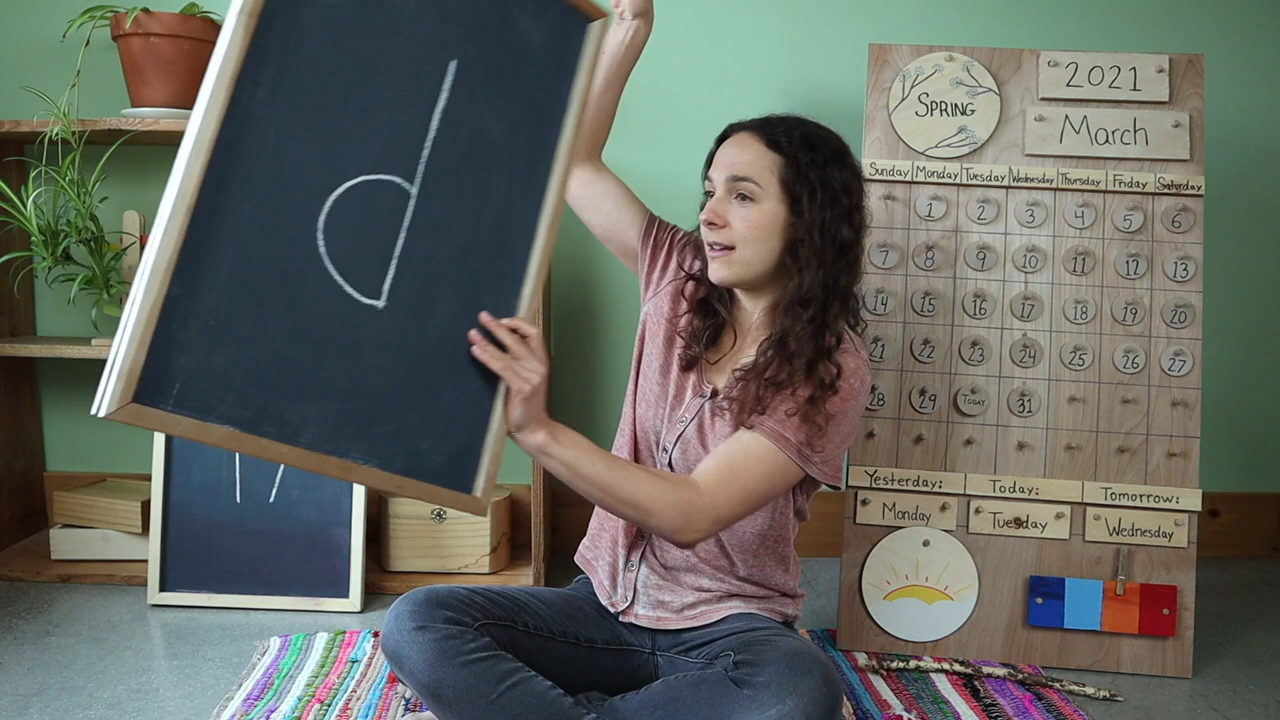 d
SPRING
2021
March
Sunday Monday Tuesday Wednesday Thursday Friday Saturday
1 2 3 4 5 6
7 8 9 10 11 12 13
14 15 16 17 18 19 20
21 22 23 24 25 26 27
28 29 TODAY 31
Yesterday: Today: Tomorrow:
Monday Tuesday Wednesday